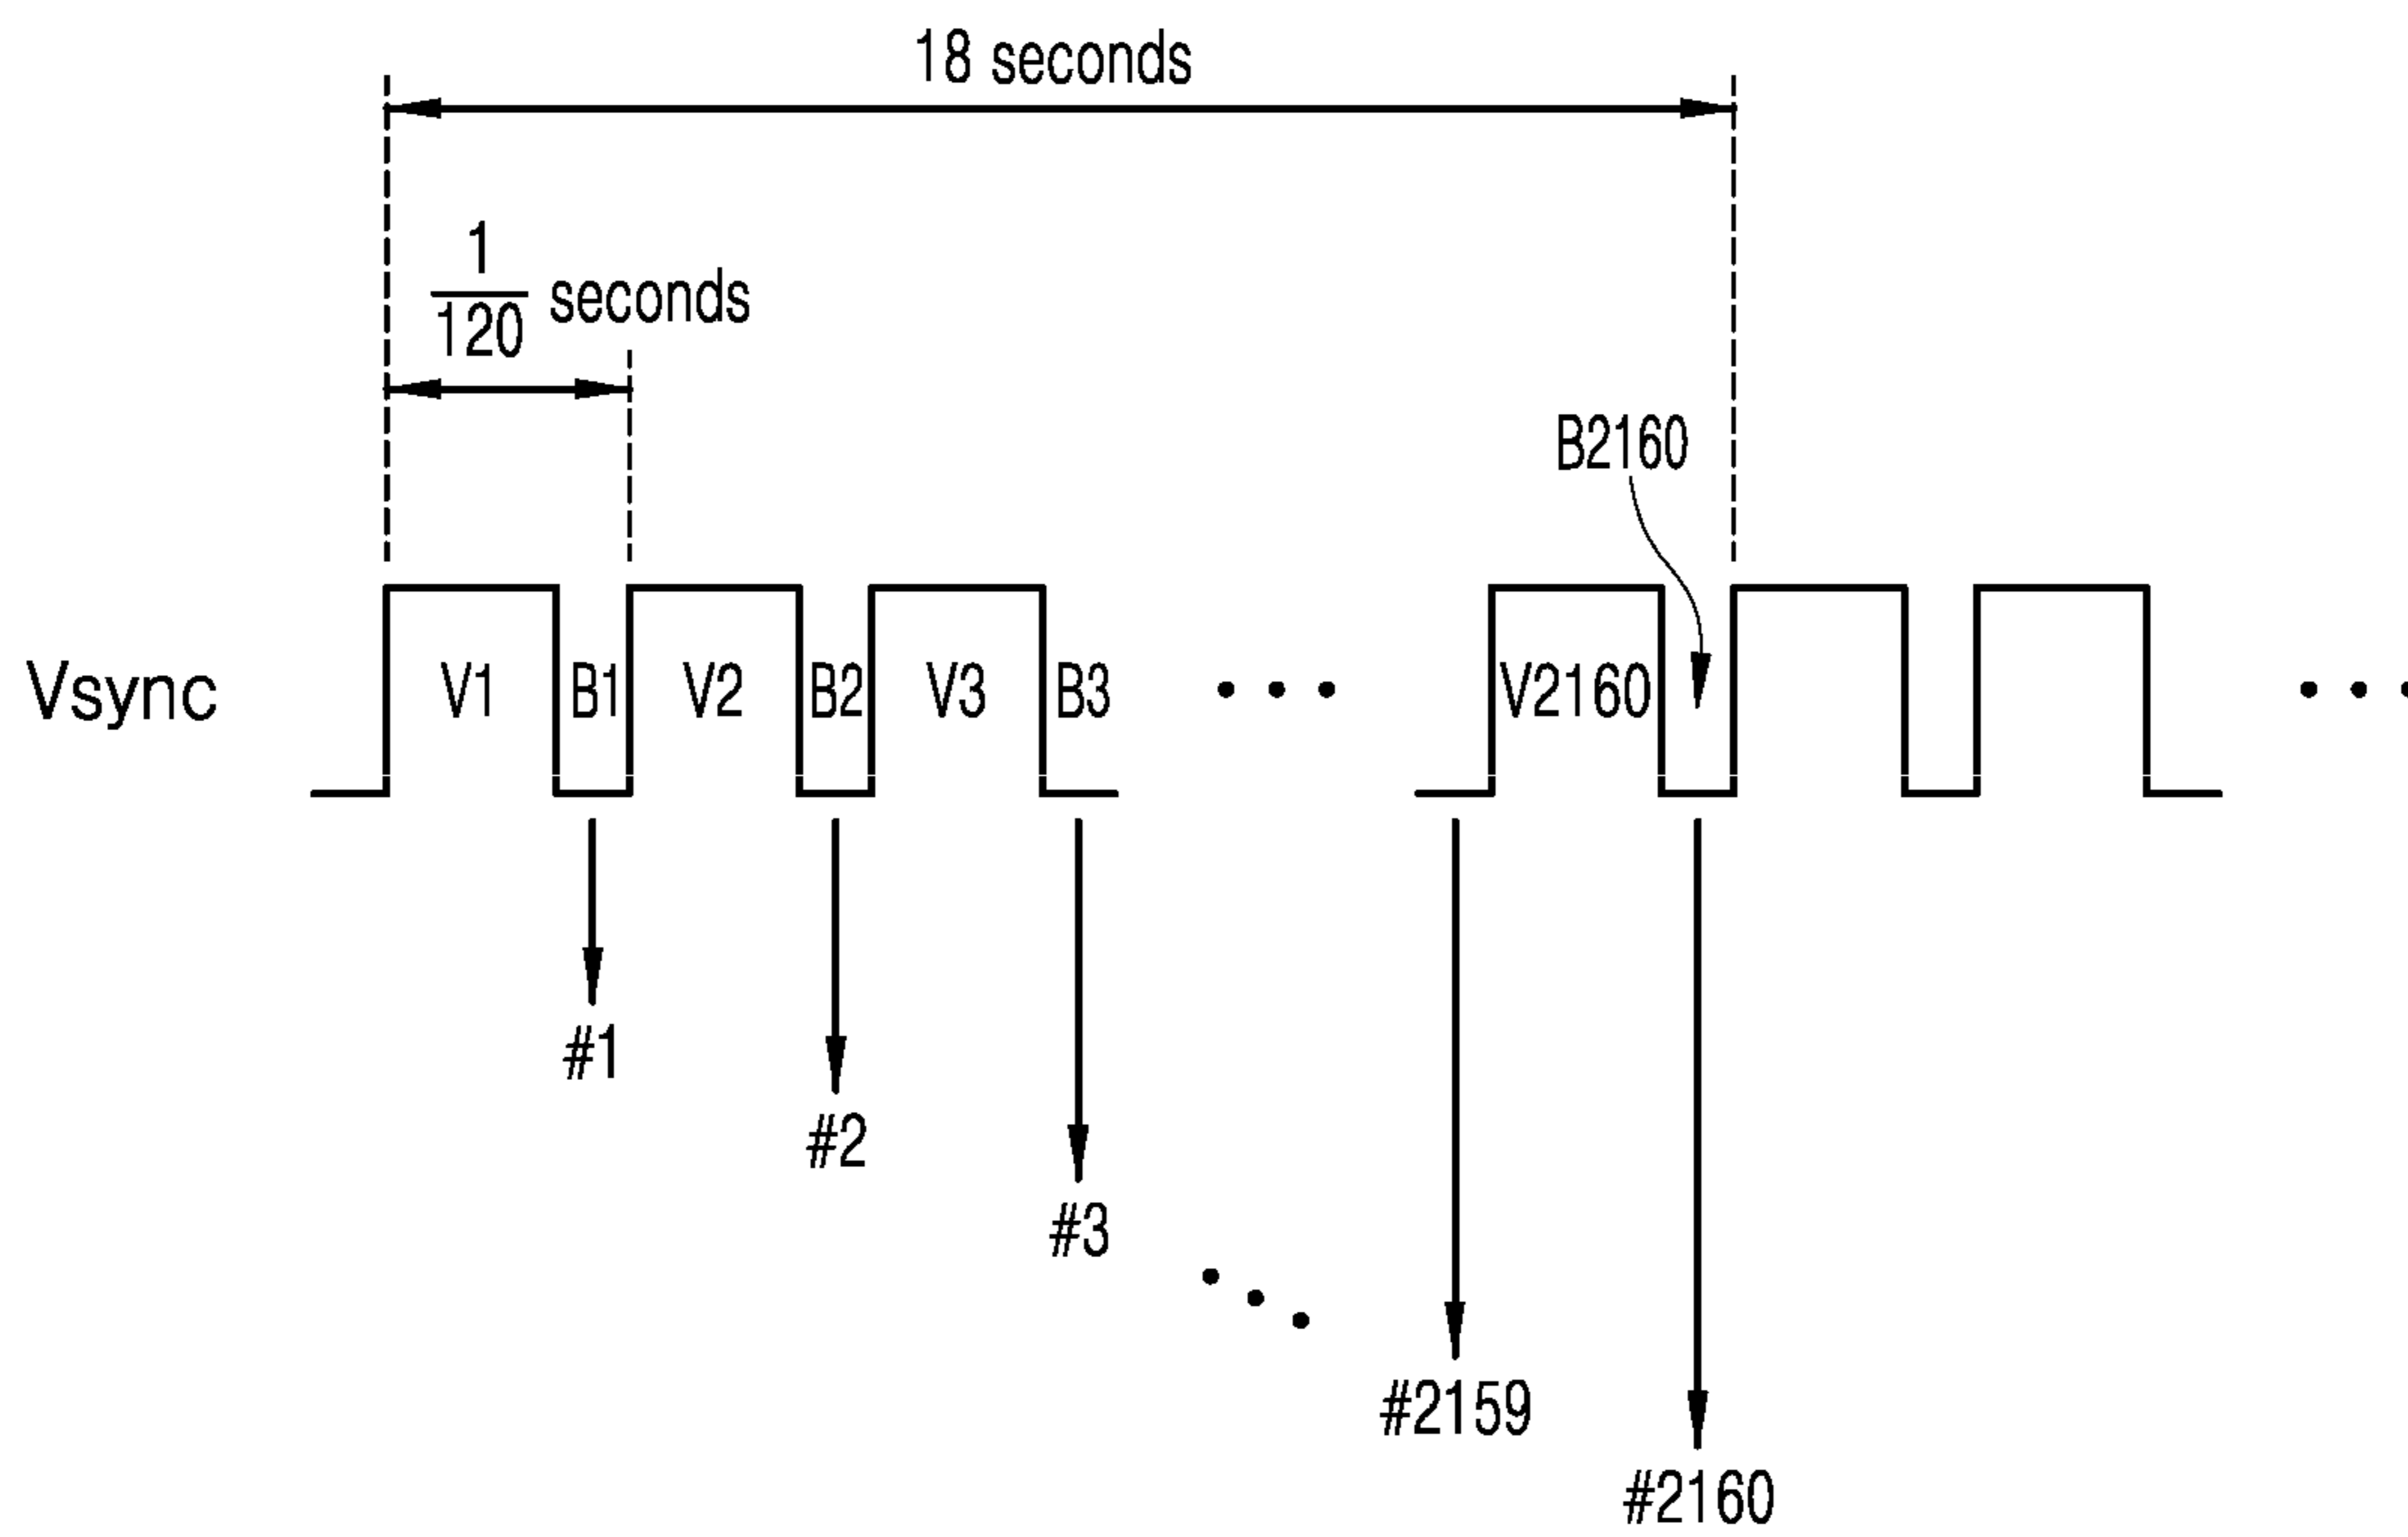 18 seconds
1
120 seconds
B2160
Vsync V1 B1 V2 B2 V3 B3 • • • V2160 • • •
#1
#2
#3
#2159
#2160